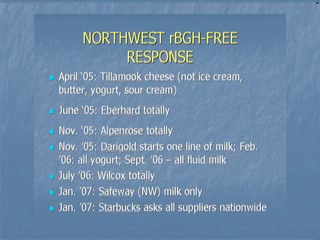 NORTHWEST rBGH-FREE
RESPONSE
April '05: Tillamook cheese (not ice cream,
butter, yogurt, sour cream)
June '05: Eberhard totally
Nov. '05: Alpenrose totally
Nov. '05: Darigold starts one line of milk; Feb.
'06: all yogurt; Sept. '06 – all fluid milk
July '06: Wilcox totally
Jan. '07: Safeway (NW) milk only
Jan. '07: Starbucks asks all suppliers nationwide